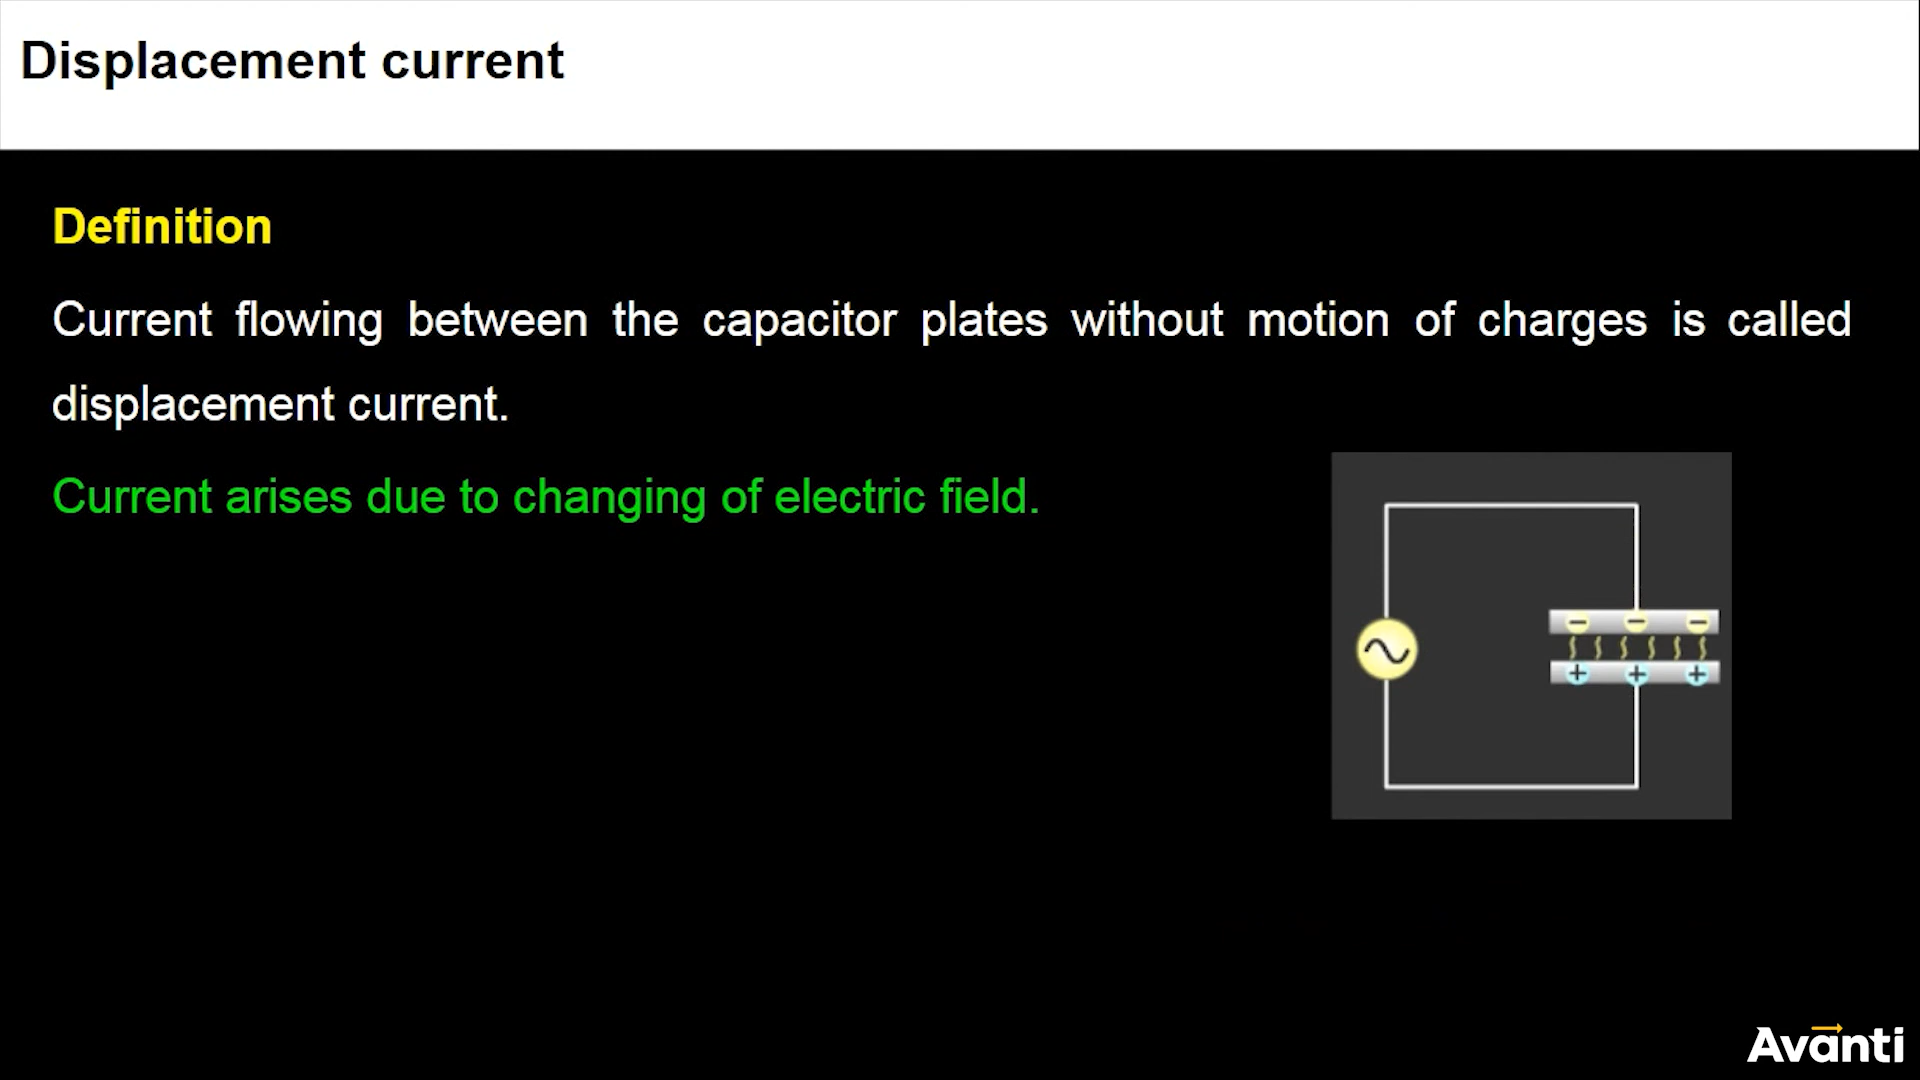 Displacement current
Definition
Current flowing between the capacitor plates without motion of charges is called
displacement current.
Current arises due to changing of electric field.
− − −
+ + +
Avanti